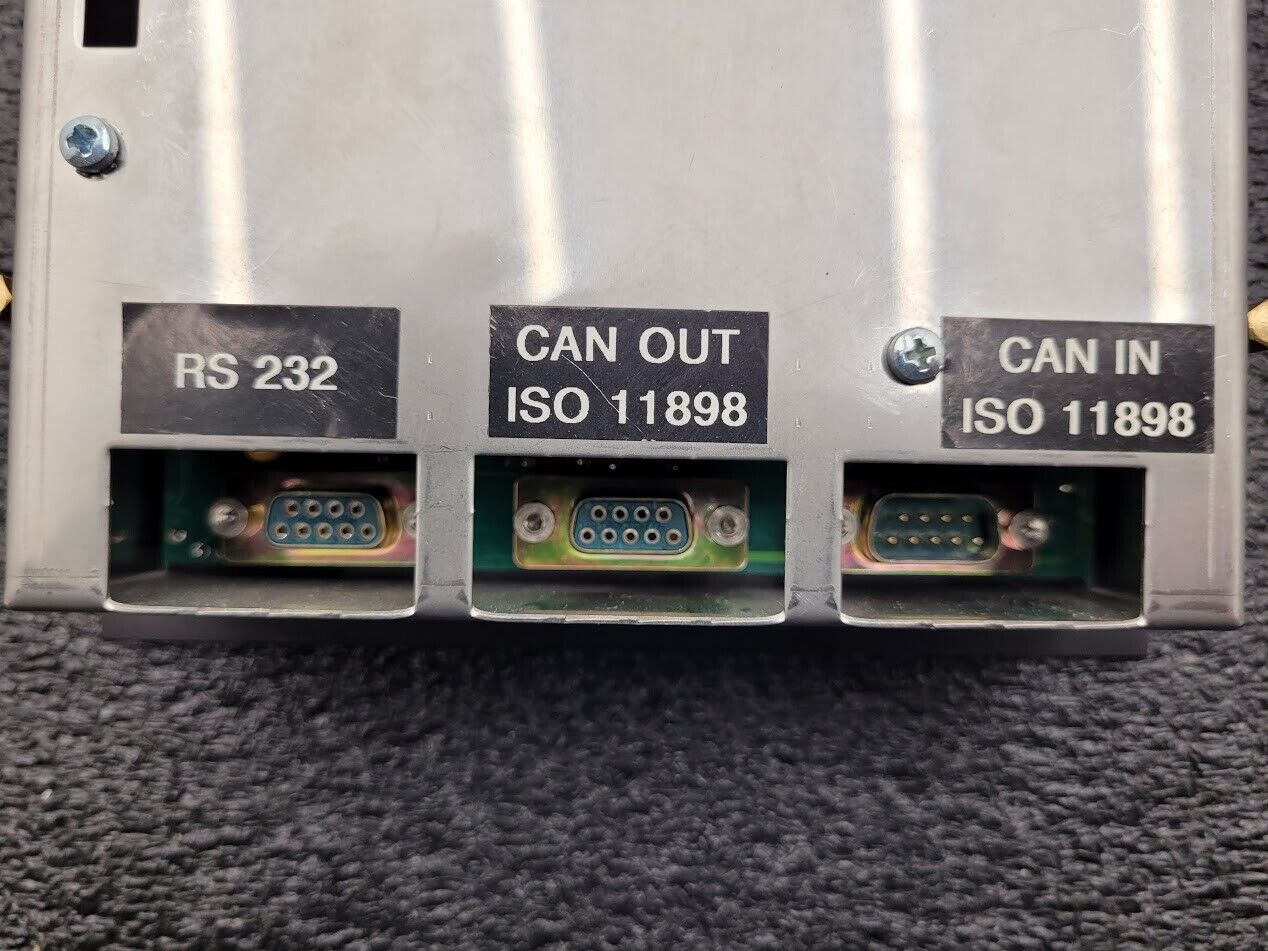 RS 232
CAN OUT
ISO 11898
CAN IN
ISO 11898